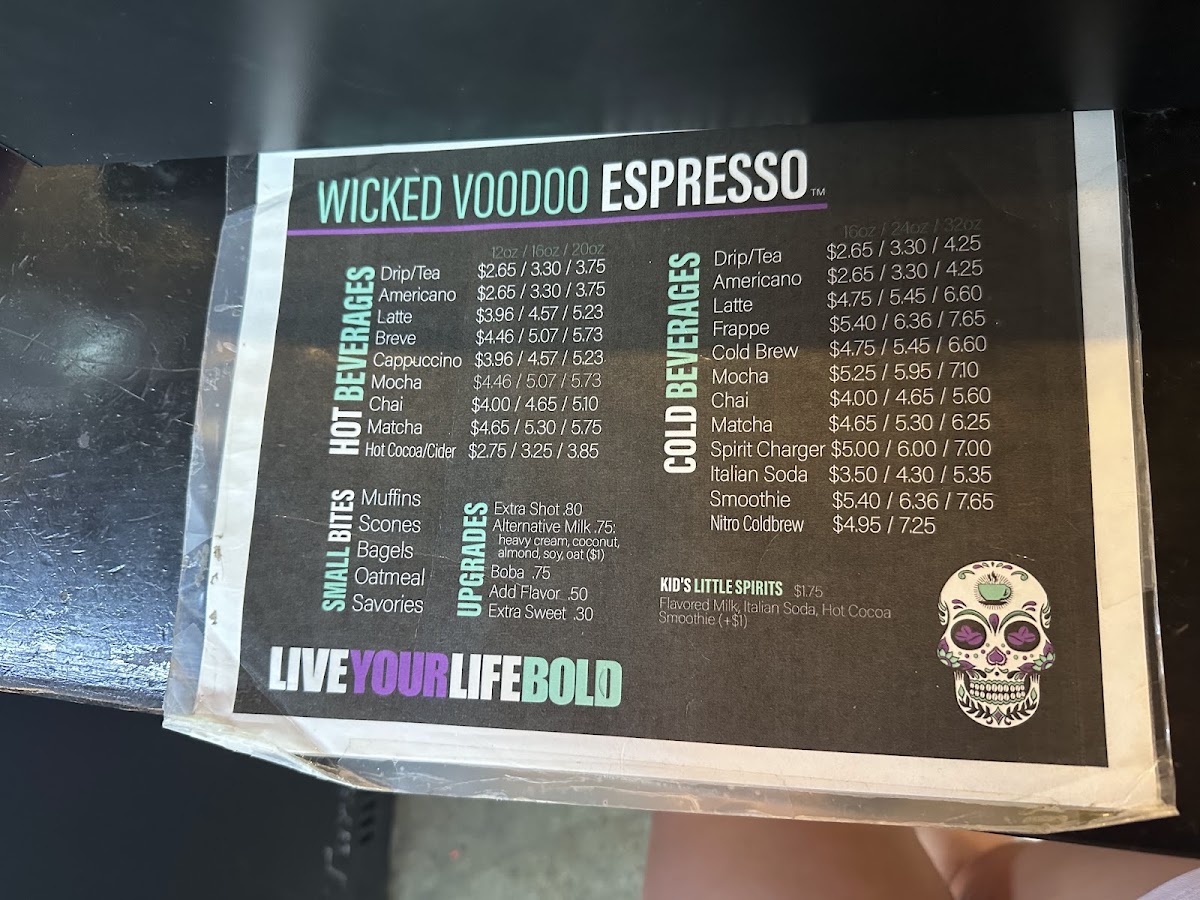 WICKED VOODOO ESPRESSO™
HOT BEVERAGES
12oz / 16oz / 20oz
Drip/Tea $2.65 / 3.30 / 3.75
Americano $2.65 / 3.30 / 3.75
Latte $3.96 / 4.57 / 5.23
Breve $4.46 / 5.07 / 5.73
Cappuccino $3.96 / 4.57 / 5.23
Mocha $4.46 / 5.07 / 5.73
Chai $4.00 / 4.65 / 5.10
Matcha $4.65 / 5.30 / 5.75
Hot Cocoa/Cider $2.75 / 3.25 / 3.85
COLD BEVERAGES
16oz / 24oz / 32oz
Drip/Tea $2.65 / 3.30 / 4.25
Americano $2.65 / 3.30 / 4.25
Latte $4.75 / 5.45 / 6.60
Frappe $5.40 / 6.36 / 7.65
Cold Brew $4.75 / 5.45 / 6.60
Mocha $5.25 / 5.95 / 7.10
Chai $4.00 / 4.65 / 5.60
Matcha $4.65 / 5.30 / 6.25
Spirit Charger $5.00 / 6.00 / 7.00
Italian Soda $3.50 / 4.30 / 5.35
Smoothie $5.40 / 6.36 / 7.65
Nitro Coldbrew $4.95 / 7.25
SMALL BITES
Muffins
Scones
Bagels
Oatmeal
Savories
UPGRADES
Extra Shot .80
Alternative Milk .75:
heavy cream, coconut,
almond, soy, oat ($1)
Boba .75
Add Flavor .50
Extra Sweet .30
KID'S LITTLE SPIRITS $1.75
Flavored Milk, Italian Soda, Hot Cocoa
Smoothie (+$1)
LIVEYOURLIFEBOLD